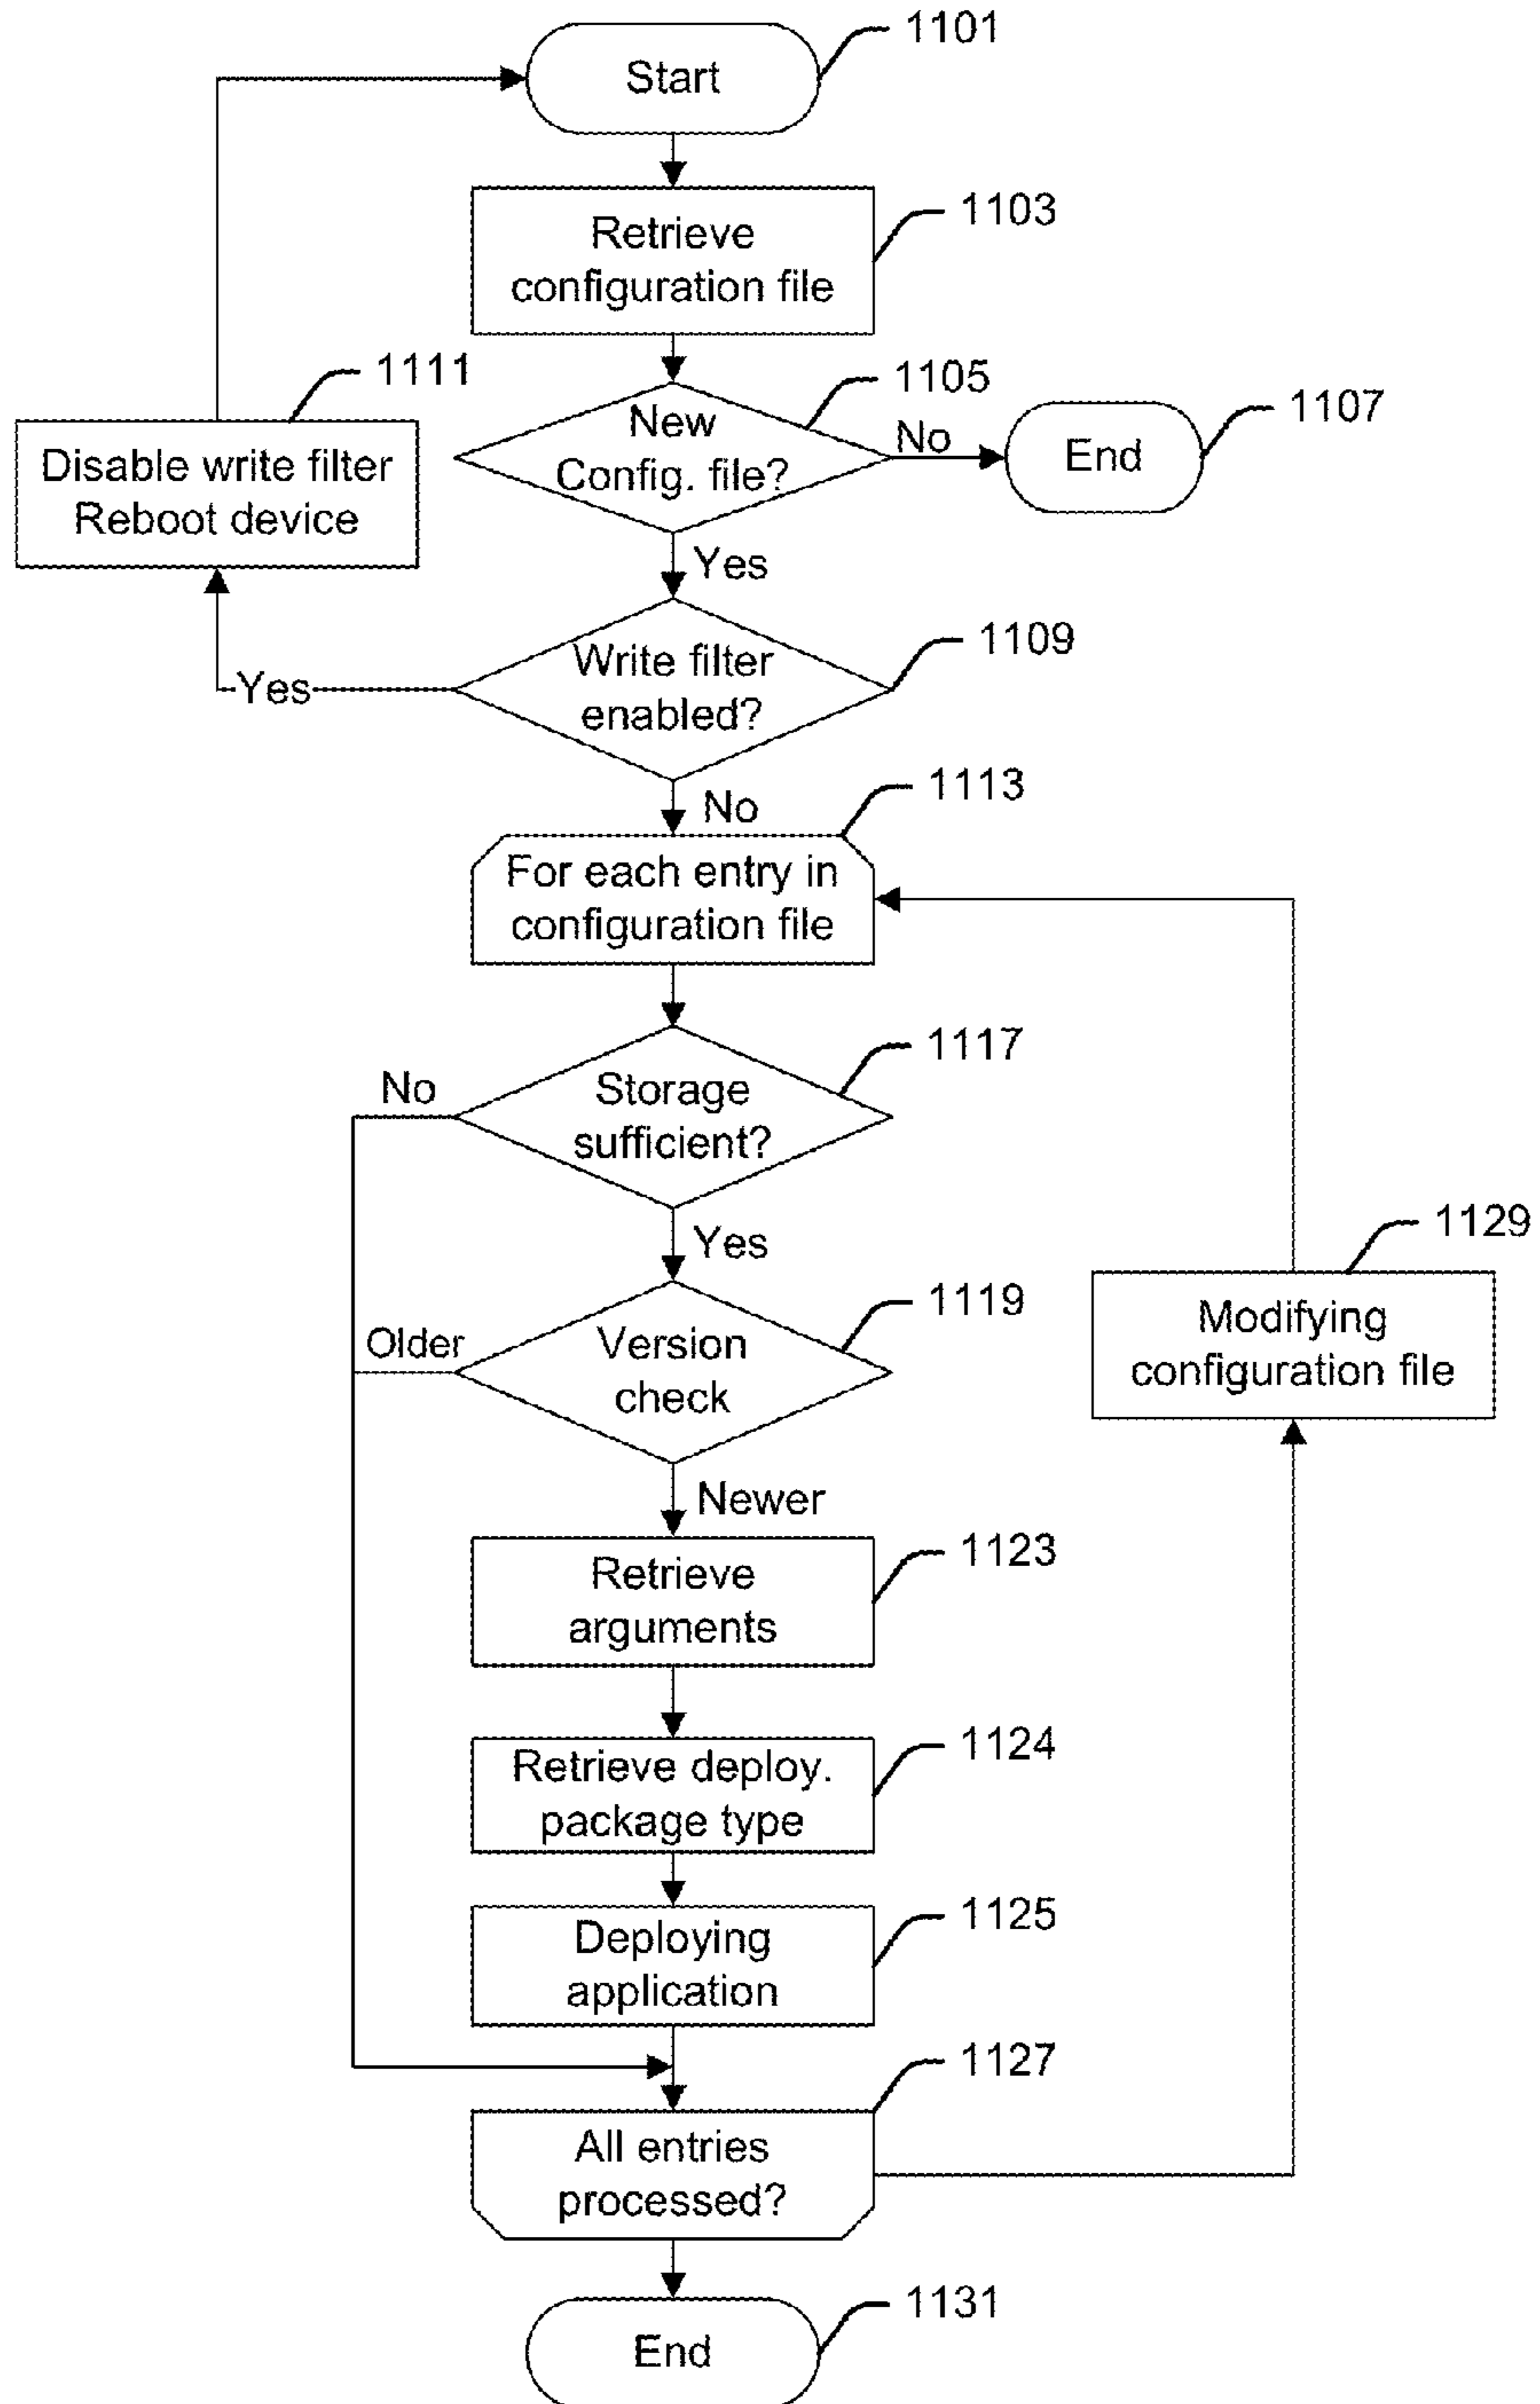 1101
Start
1103
Retrieve
configuration file
1111
Disable write filter
Reboot device
1105
New
Config. file?
No
1107
End
Yes
1109
Write filter
enabled?
Yes
No
1113
For each entry in
configuration file
1117
Storage
sufficient?
No
Yes
1119
Version
check
Older
Newer
1129
Modifying
configuration file
1123
Retrieve
arguments
1124
Retrieve deploy.
package type
1125
Deploying
application
1127
All entries
processed?
1131
End